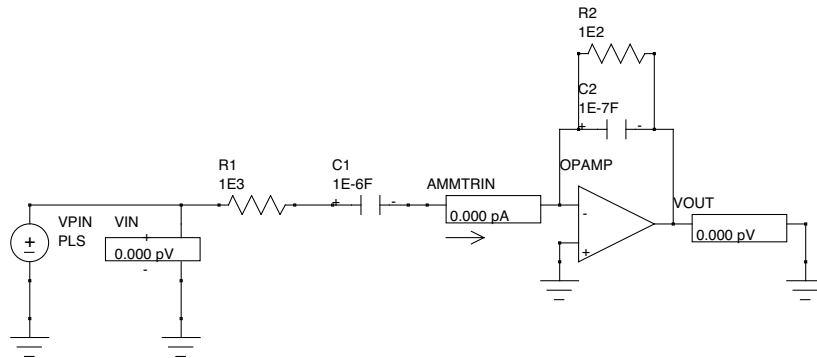 R2
1E2
C2
1E-7F
+ -
R1
1E3
C1
1E-6F
+ -
AMMTRIN
0.000 pA
OPAMP
-
+
VOUT
0.000 pV
VPIN
PLS
+
-
VIN
+
0.000 pV
-